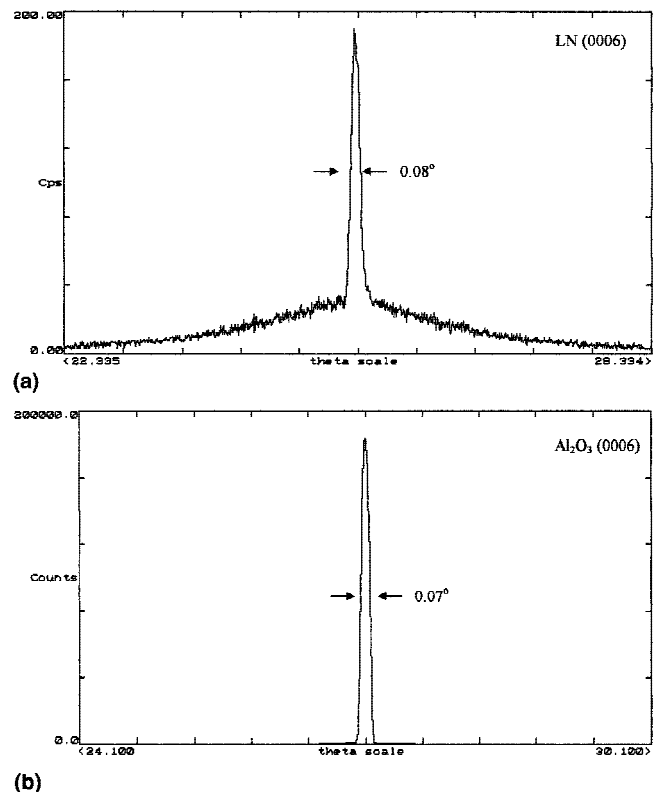 200.00
LN (0006)
0.08°
Cps
0.00
<22.335 theta scale 28.334>
(a)
200000.0
Al₂O₃ (0006)
Counts
0.07°
0.0
<24.100 theta scale 30.100>
(b)